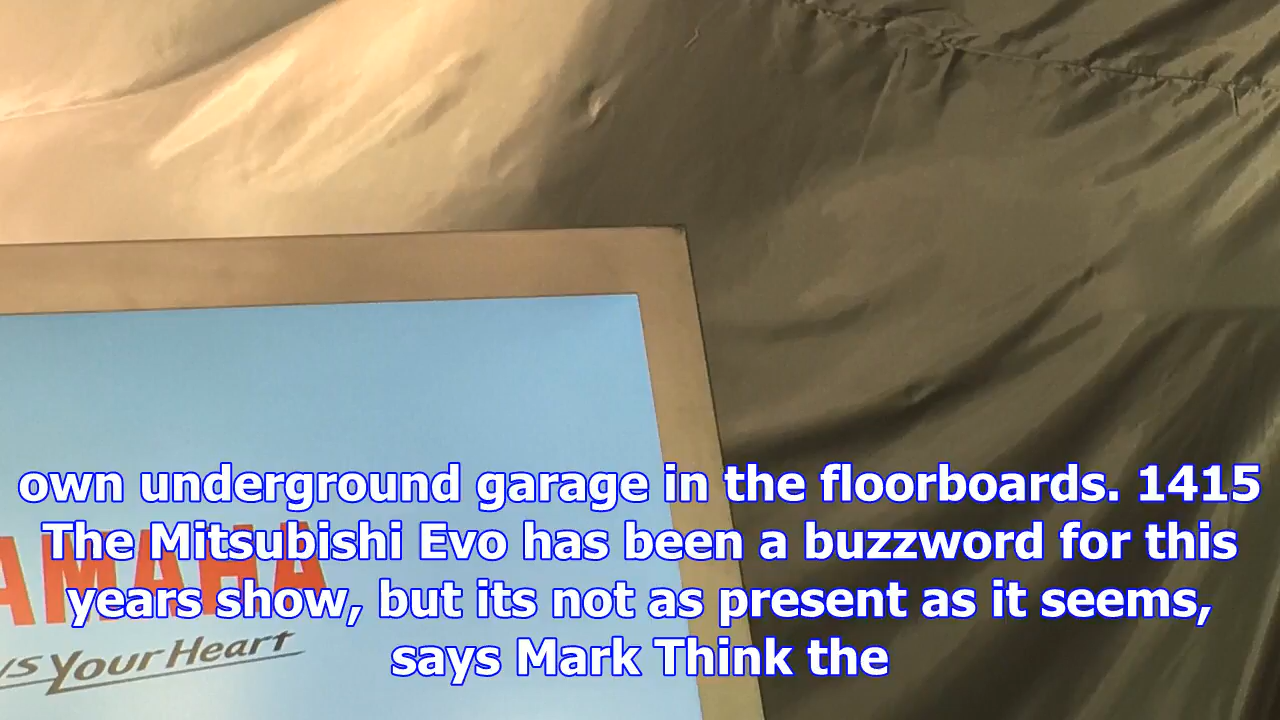 own underground garage in the floorboards. 1415
The Mitsubishi Evo has been a buzzword for this
years show, but its not as present as it seems,
says Mark Think the
AMAHA
Your Heart